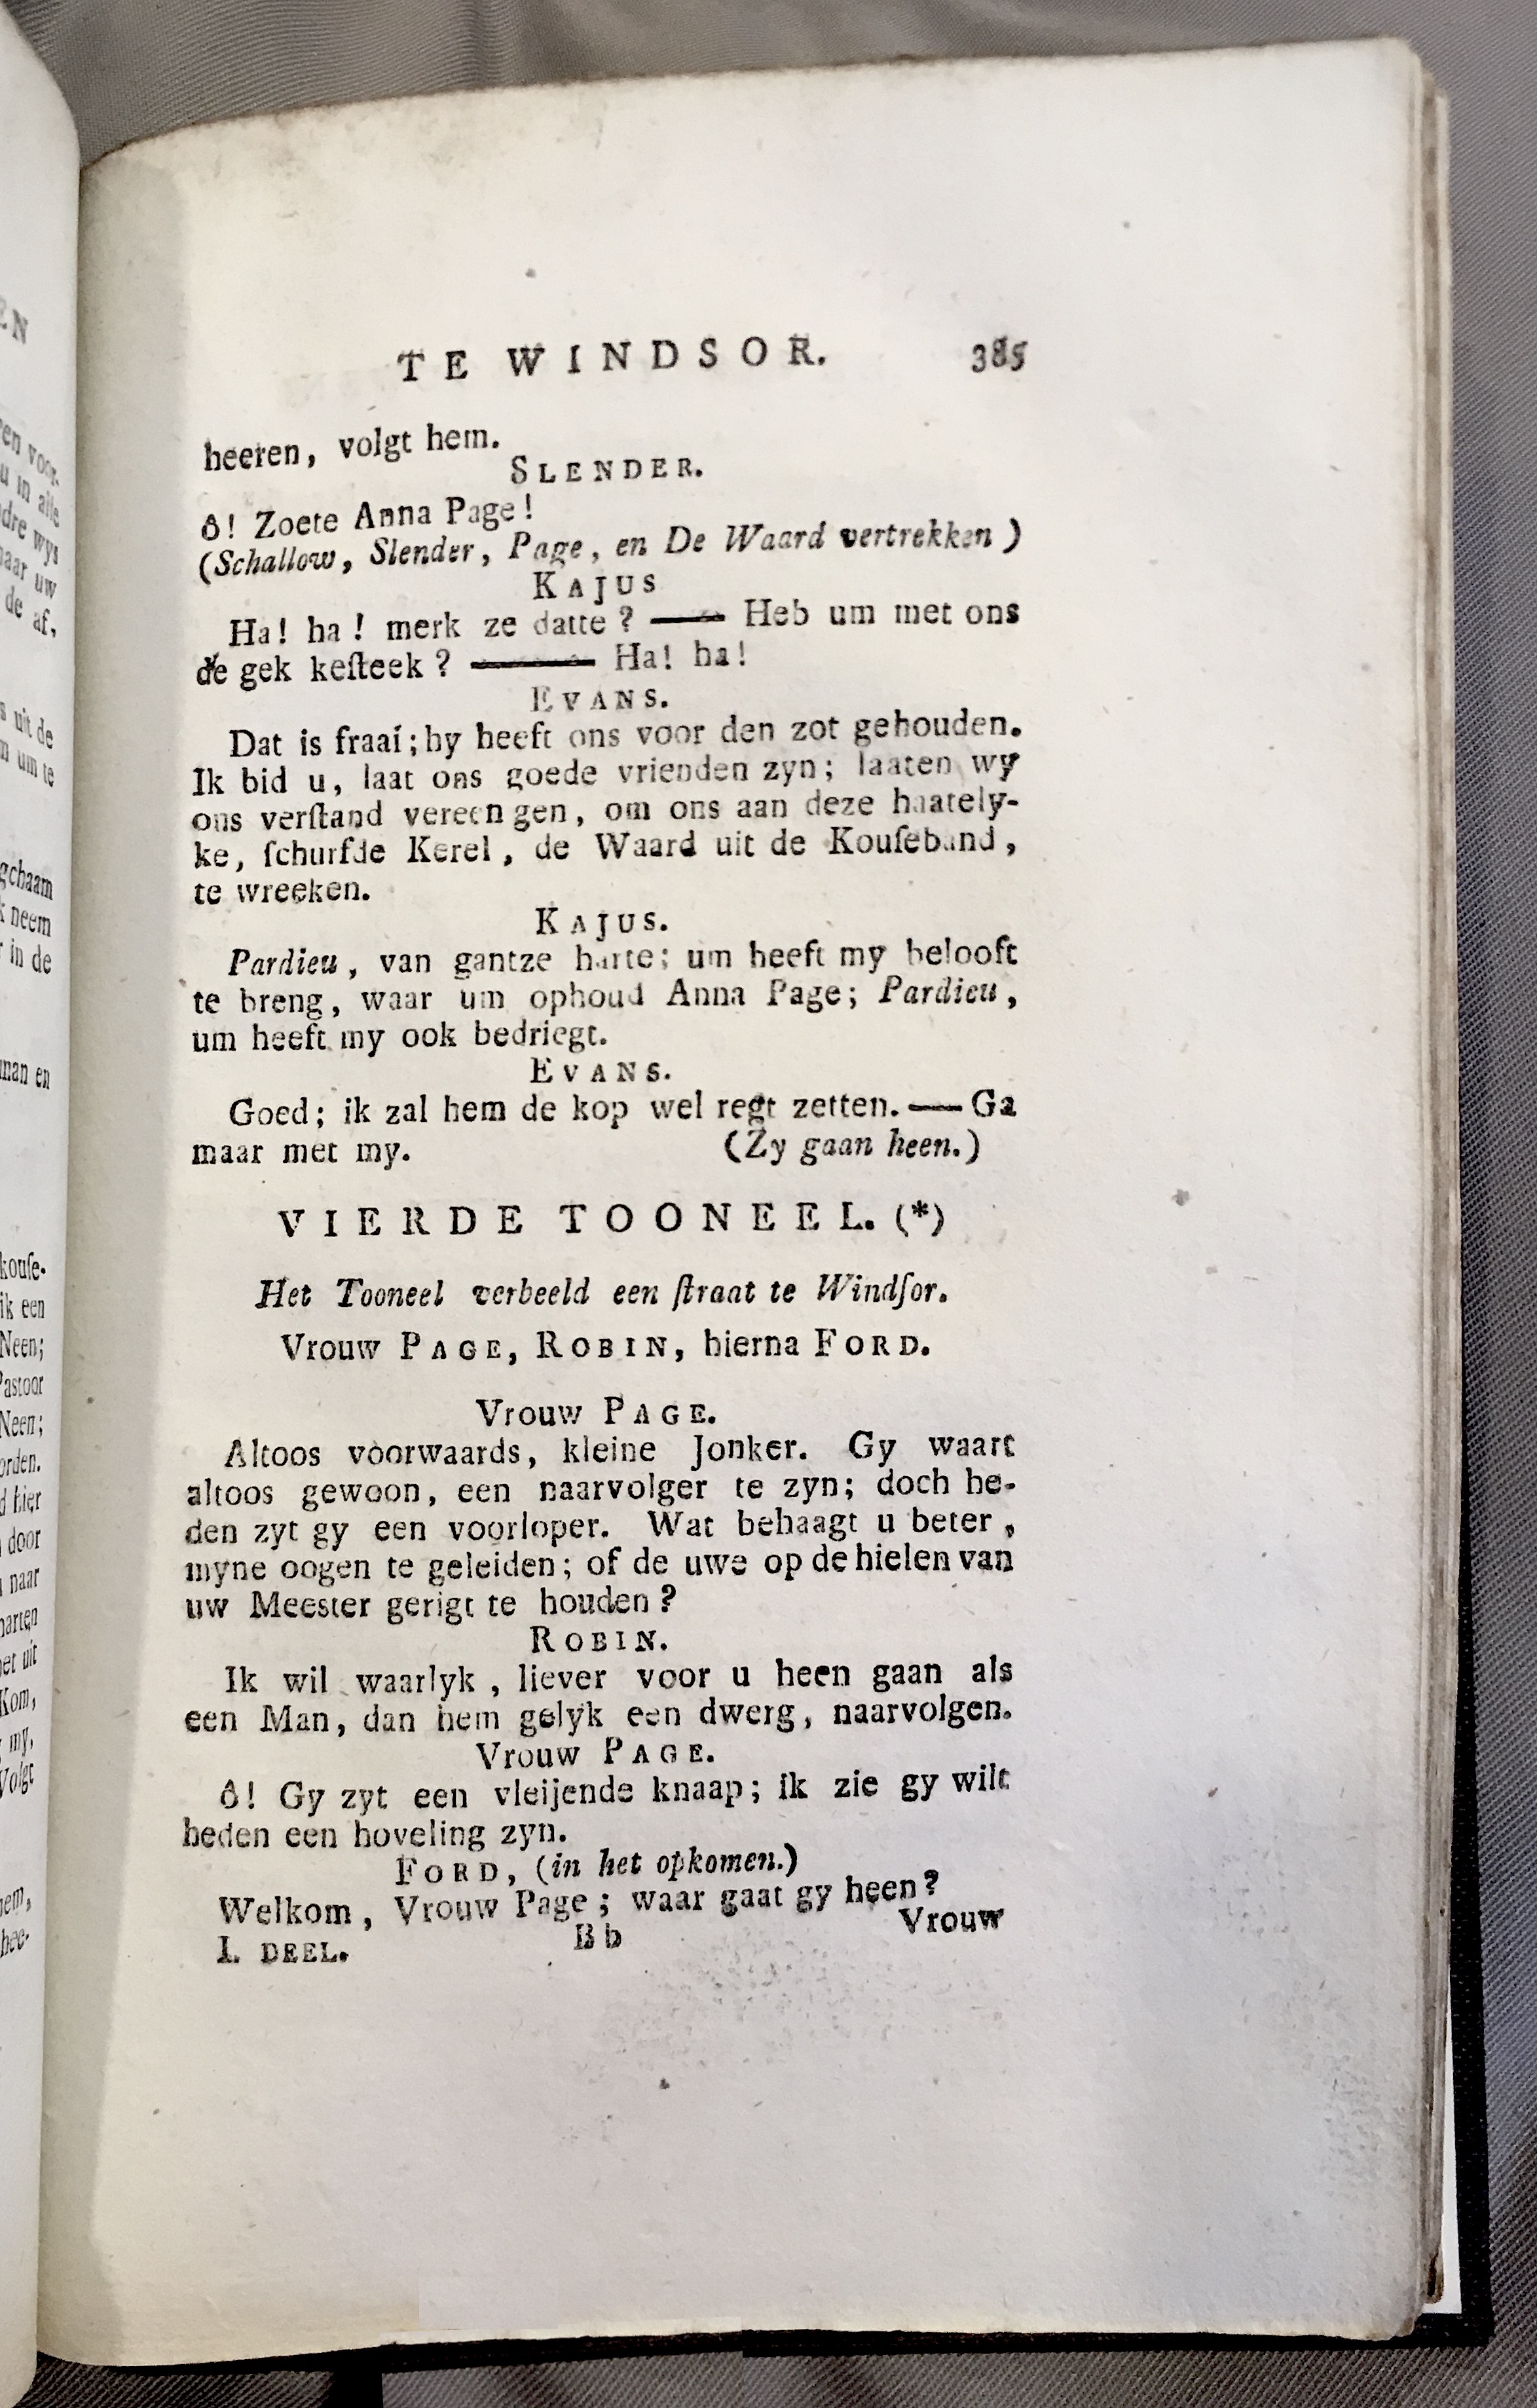 TE WINDSOR. 385
heeren, volgt hem.
SLENDER.
ô! Zoete Anna Page!
(Schallow, Slender, Page, en De Waard vertrekken)
KAJUS
Ha! ha! merk ze datte? —— Heb um met ons
de gek keſteek? ——— Ha! ha!
EVANS.
Dat is fraai; hy heeft ons voor den zot gehouden.
Ik bid u, laat ons goede vrienden zyn; laaten wy
ons verſtand vereen gen, om ons aan deze haately-
ke, ſchurfde Kerel, de Waard uit de Kouſeband,
te wreeken.
KAJUS.
Pardieu, van gantze harte; um heeft my belooft
te breng, waar um ophoud Anna Page; Pardieu,
um heeft my ook bedriegt.
EVANS.
Goed; ik zal hem de kop wel regt zetten. —— Ga
maar met my. (Zy gaan heen.)
VIERDE TOONEEL. (*)
Het Tooneel verbeeld een ſtraat te Windſor.
Vrouw PAGE, ROBIN, hierna FORD.
Vrouw PAGE.
Altoos voorwaards, kleine Jonker. Gy waart
altoos gewoon, een naarvolger te zyn; doch he-
den zyt gy een voorloper. Wat behaagt u beter,
myne oogen te geleiden; of de uwe op de hielen van
uw Meester gerigt te houden?
ROBIN.
Ik wil waarlyk, liever voor u heen gaan als
een Man, dan hem gelyk een dwerg, naarvolgen.
Vrouw PAGE.
ô! Gy zyt een vleijende knaap; ik zie gy wilt
heden een hoveling zyn.
FORD, (in het opkomen.)
Welkom, Vrouw Page; waar gaat gy heen?
Vrouw
I. DEEL. Bb